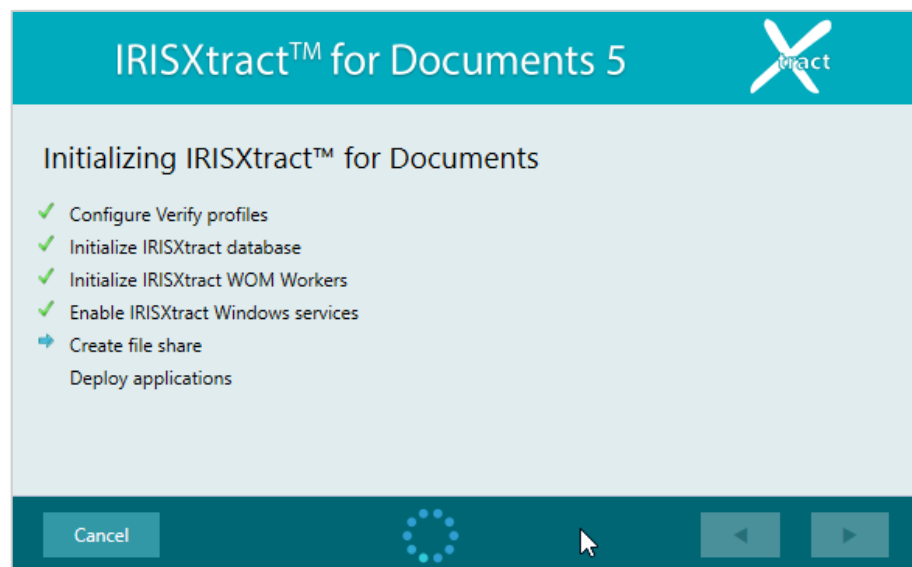 IRISXtract™ for Documents 5
Xtract
Initializing IRISXtract™ for Documents
Configure Verify profiles
Initialize IRISXtract database
Initialize IRISXtract WOM Workers
Enable IRISXtract Windows services
Create file share
Deploy applications
Cancel